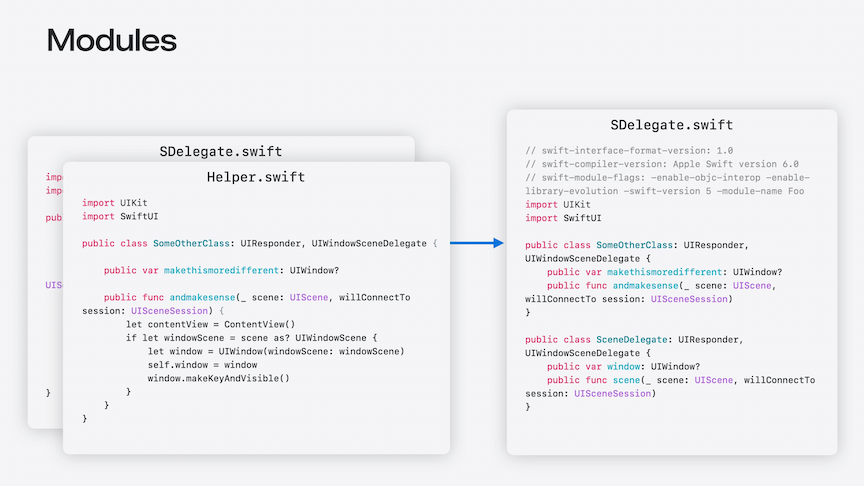 Modules
SDelegate.swift
imp
imp
pub
UIS
}
Helper.swift
import UIKit
import SwiftUI
public class SomeOtherClass: UIResponder, UIWindowSceneDelegate {
public var makethismoredifferent: UIWindow?
public func andmakesense(_ scene: UIScene, willConnectTo
session: UISceneSession) {
let contentView = ContentView()
if let windowScene = scene as? UIWindowScene {
let window = UIWindow(windowScene: windowScene)
self.window = window
window.makeKeyAndVisible()
}
}
}
SDelegate.swift
// swift-interface-format-version: 1.0
// swift-compiler-version: Apple Swift version 6.0
// swift-module-flags: -enable-objc-interop -enable-
library-evolution -swift-version 5 -module-name Foo
import UIKit
import SwiftUI
public class SomeOtherClass: UIResponder,
UIWindowSceneDelegate {
public var makethismoredifferent: UIWindow?
public func andmakesense(_ scene: UIScene,
willConnectTo session: UISceneSession)
}
public class SceneDelegate: UIResponder,
UIWindowSceneDelegate {
public var window: UIWindow?
public func scene(_ scene: UIScene, willConnectTo
session: UISceneSession)
}